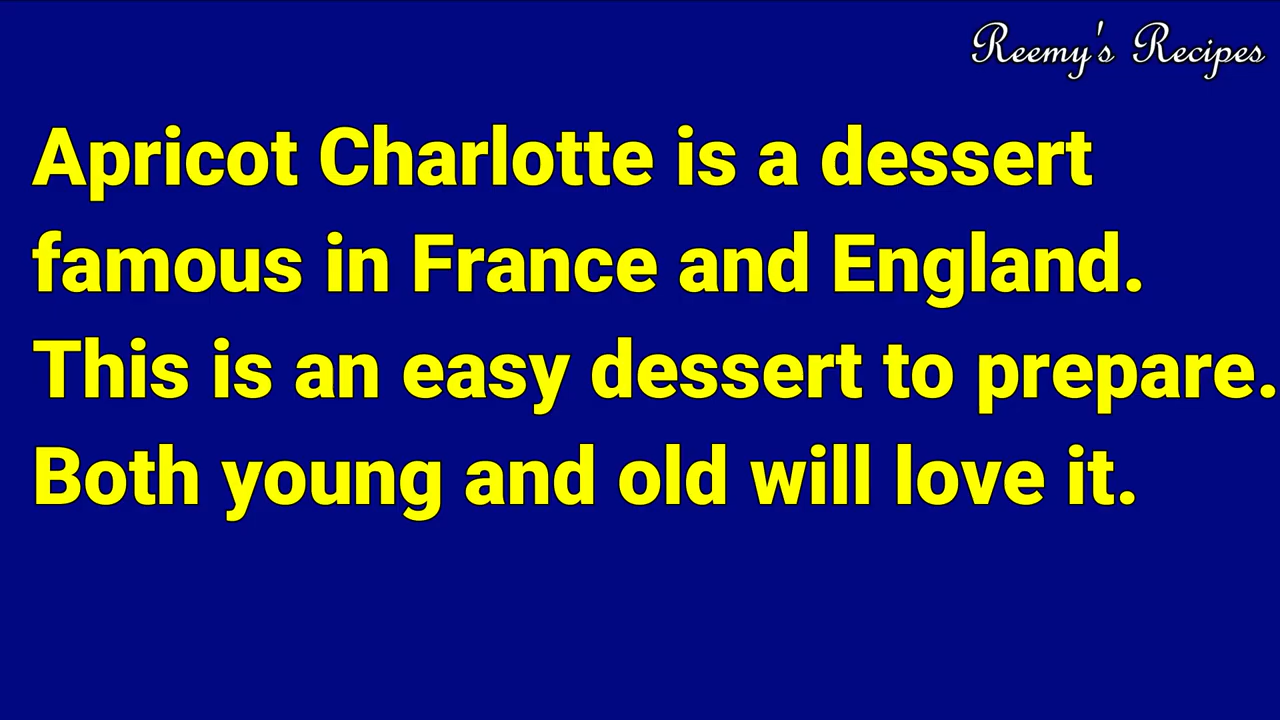 Reemy's Recipes
Apricot Charlotte is a dessert
famous in France and England.
This is an easy dessert to prepare.
Both young and old will love it.